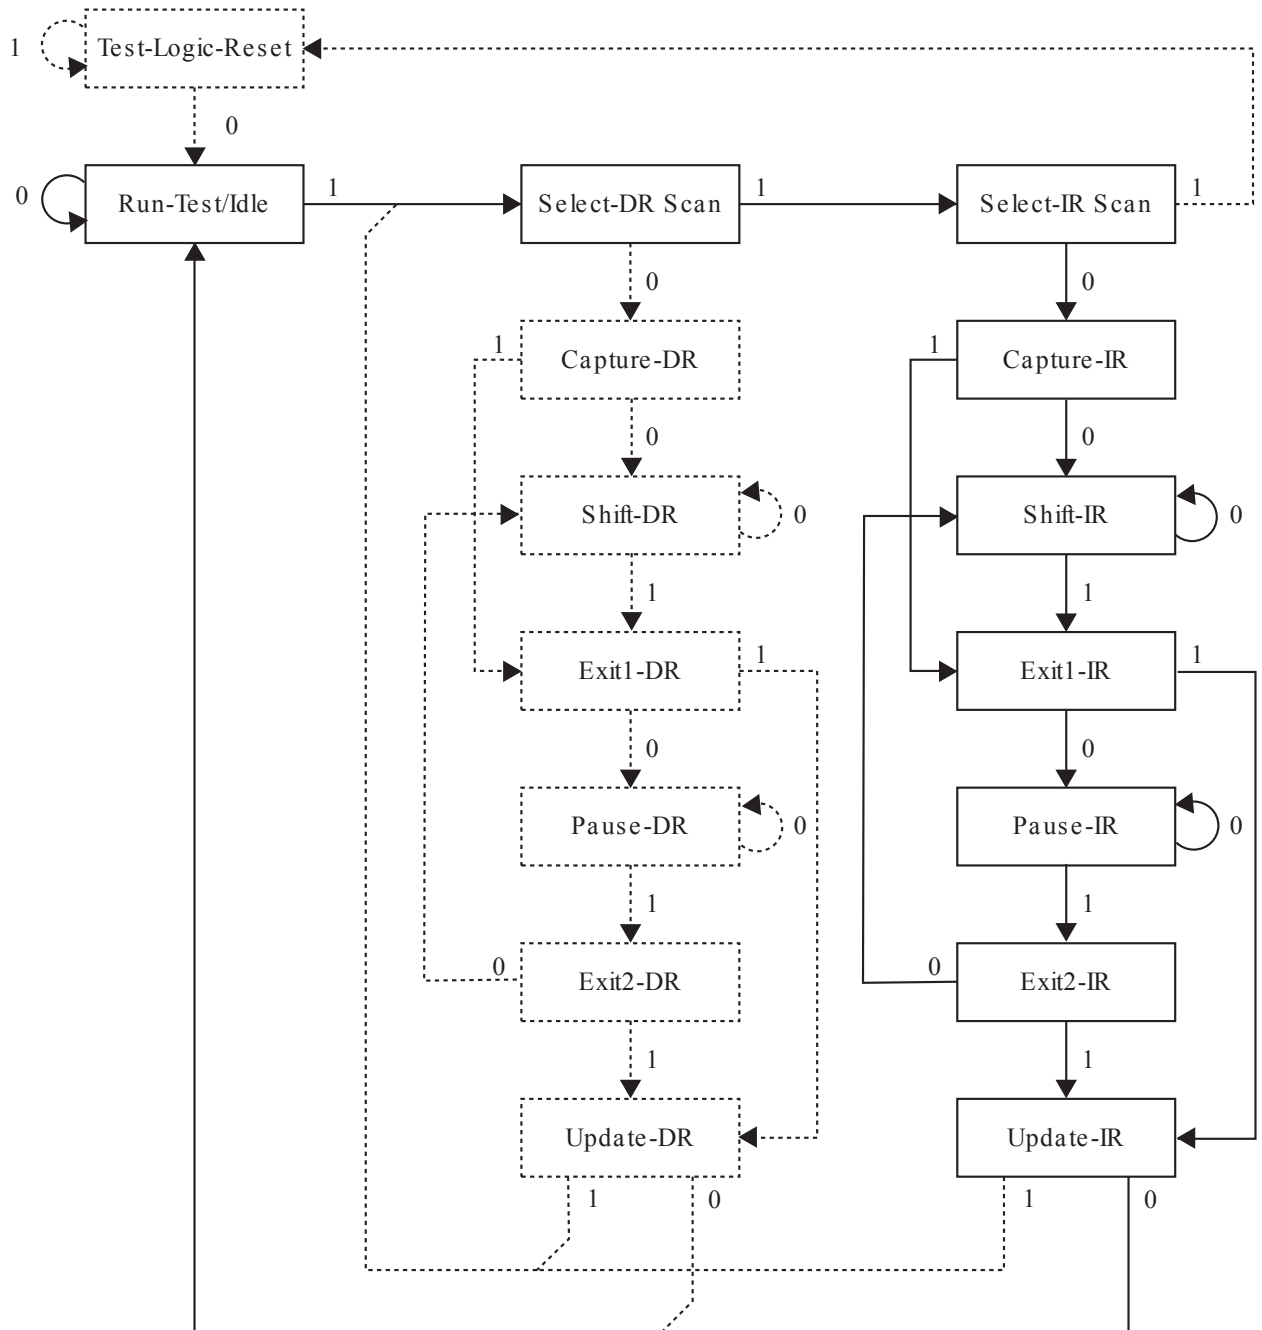 1 Test-Logic-Reset
0
0 Run-Test/Idle 1 Select-DR Scan 1 Select-IR Scan 1
0 0
1 Capture-DR 1 Capture-IR
0 0
Shift-DR 0 Shift-IR 0
1 1
Exit1-DR 1 Exit1-IR 1
0 0
Pause-DR 0 Pause-IR 0
1 1
0 Exit2-DR 0 Exit2-IR
1 1
Update-DR Update-IR
1 0 1 0